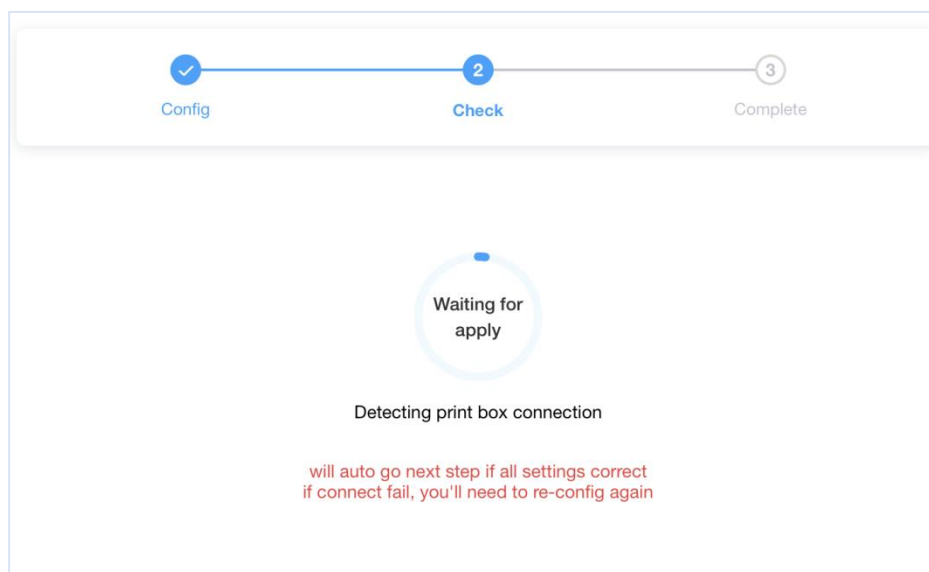 2
3
Config
Check
Complete
Waiting for
apply
Detecting print box connection
will auto go next step if all settings correct
if connect fail, you'll need to re-config again